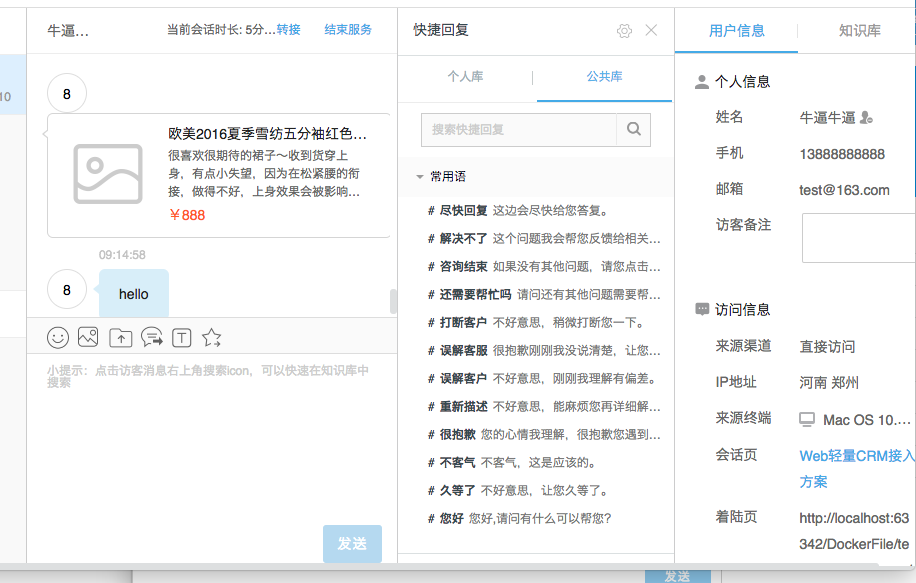 10
牛逼...
当前会话时长: 5分...转接
结束服务
8
欧美2016夏季雪纺五分袖红色...
很喜欢很期待的裙子～收到货穿上
身，有点小失望，因为在松紧腰的衔
接，做得不好，上身效果会被影响...
￥888
09:14:58
8
hello
小提示：点击访客消息右上角搜索icon，可以快速在知识库中
搜索
发送
快捷回复
个人库
公共库
搜索快捷回复
常用语
# 尽快回复 这边会尽快给您答复。
# 解决不了 这个问题我会帮您反馈给相关...
# 咨询结束 如果没有其他问题，请您点击...
# 还需要帮忙吗 请问还有其他问题需要帮...
# 打断客户 不好意思，稍微打断您一下。
# 误解客服 很抱歉刚刚我没说清楚，让您...
# 误解客户 不好意思，刚刚我理解有偏差。
# 重新描述 不好意思，能麻烦您再详细解...
# 很抱歉 您的心情我理解，很抱歉您遇到...
# 不客气 不客气，这是应该的。
# 久等了 不好意思，让您久等了。
# 您好 您好,请问有什么可以帮您?
用户信息
知识库
个人信息
姓名 牛逼牛逼
手机 13888888888
邮箱 test@163.com
访客备注
访问信息
来源渠道 直接访问
IP地址 河南 郑州
来源终端 Mac OS 10....
会话页 Web轻量CRM接入
方案
着陆页 http://localhost:63
342/DockerFile/te
发送